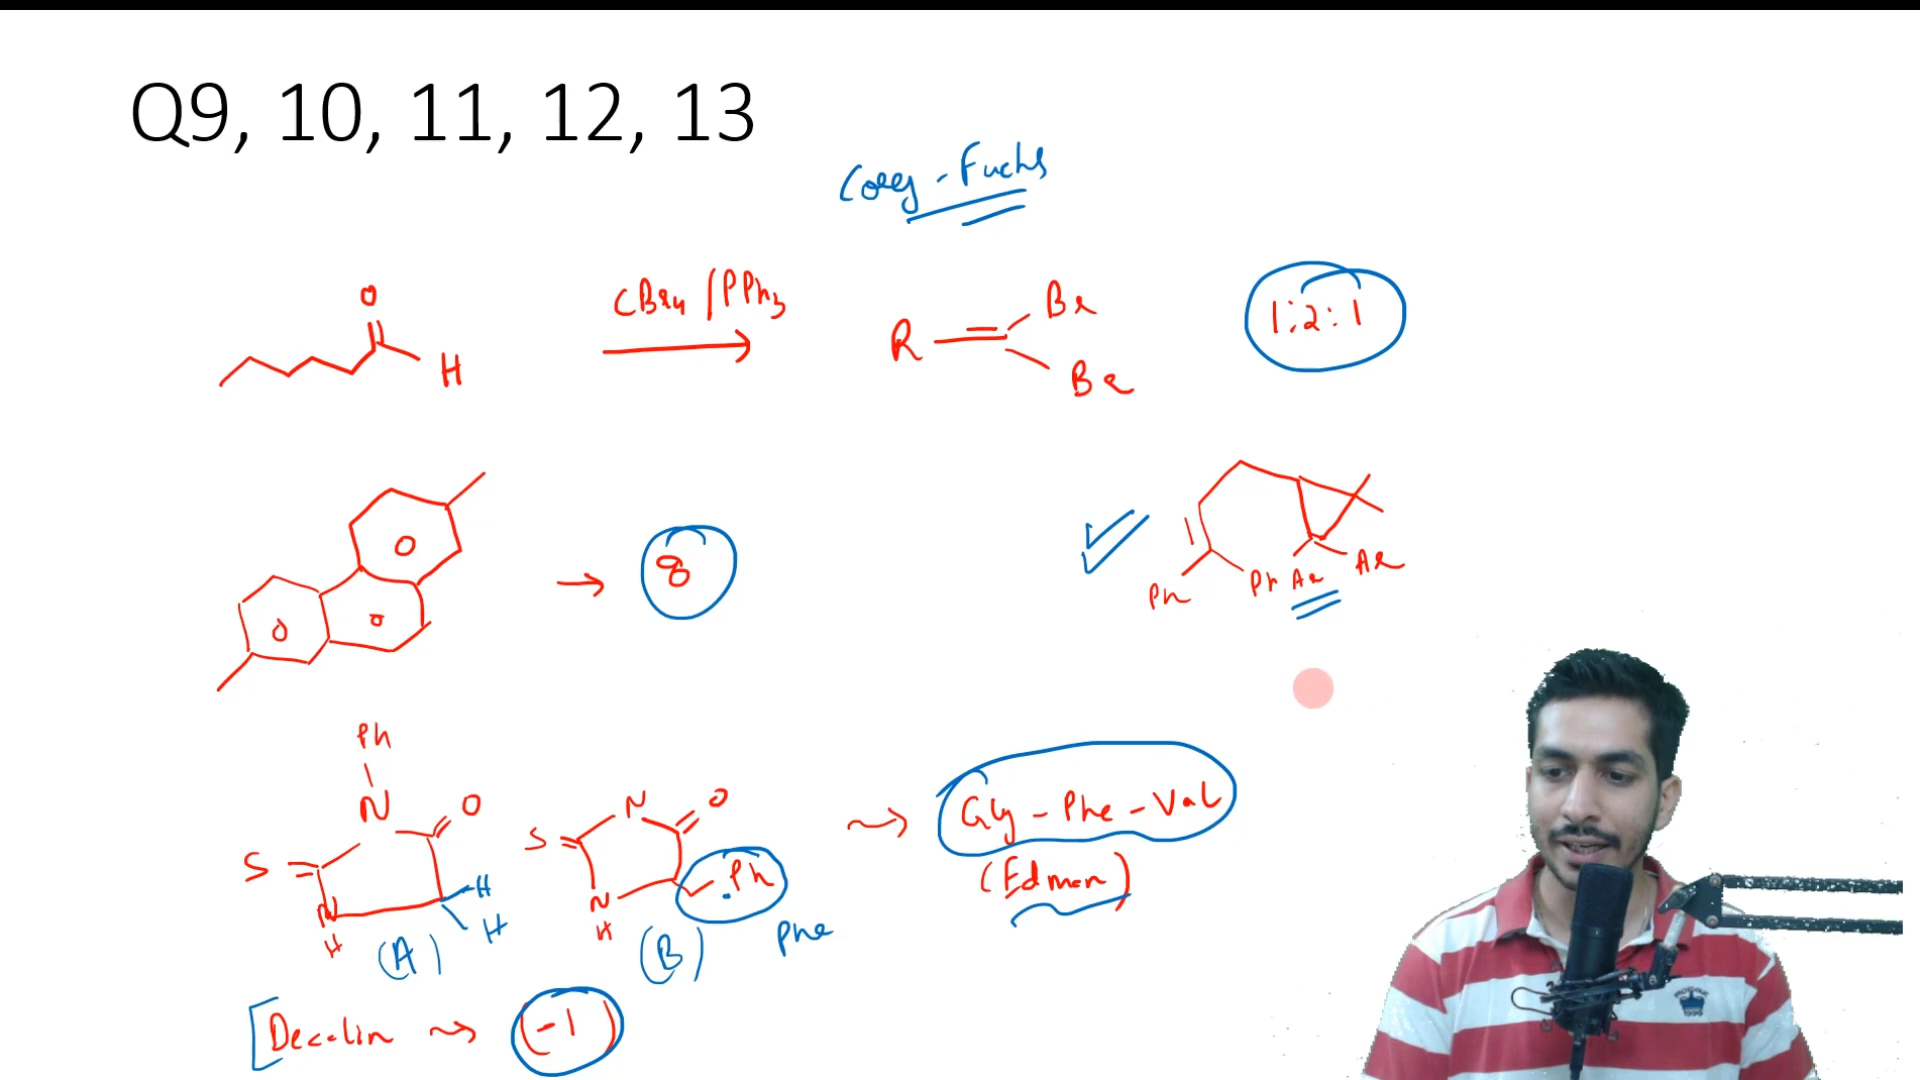 Q9, 10, 11, 12, 13
Corey - Fuchs
O
H
CBr4 / PPh3
R
Br
Br
1:2:1
O
O
O
8
Ph
Ph
Ar
Ar
Ph
N
O
S
N
H
H
H
(A)
N
O
S
N
H
Ph
(B)
Phe
Gly - Phe - Val
(Edman)
Decalin
(-1)